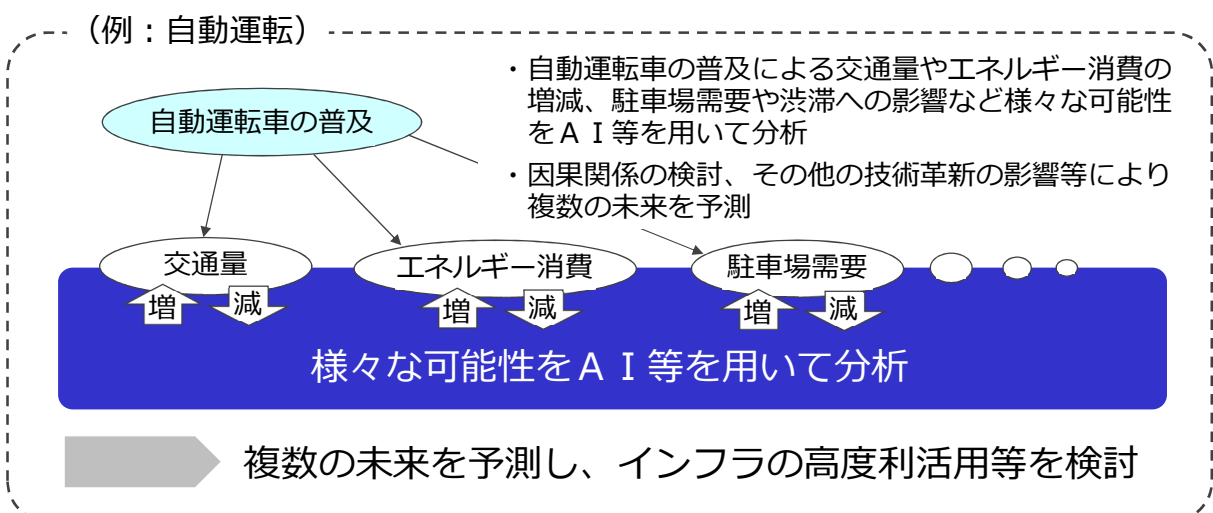 （例：自動運転）
・自動運転車の普及による交通量やエネルギー消費の
増減、駐車場需要や渋滞への影響など様々な可能性
をＡＩ等を用いて分析
・因果関係の検討、その他の技術革新の影響等により
複数の未来を予測
自動運転車の普及
交通量
エネルギー消費
駐車場需要
増
減
増
減
増
減
様々な可能性をＡＩ等を用いて分析
複数の未来を予測し、インフラの高度利活用等を検討